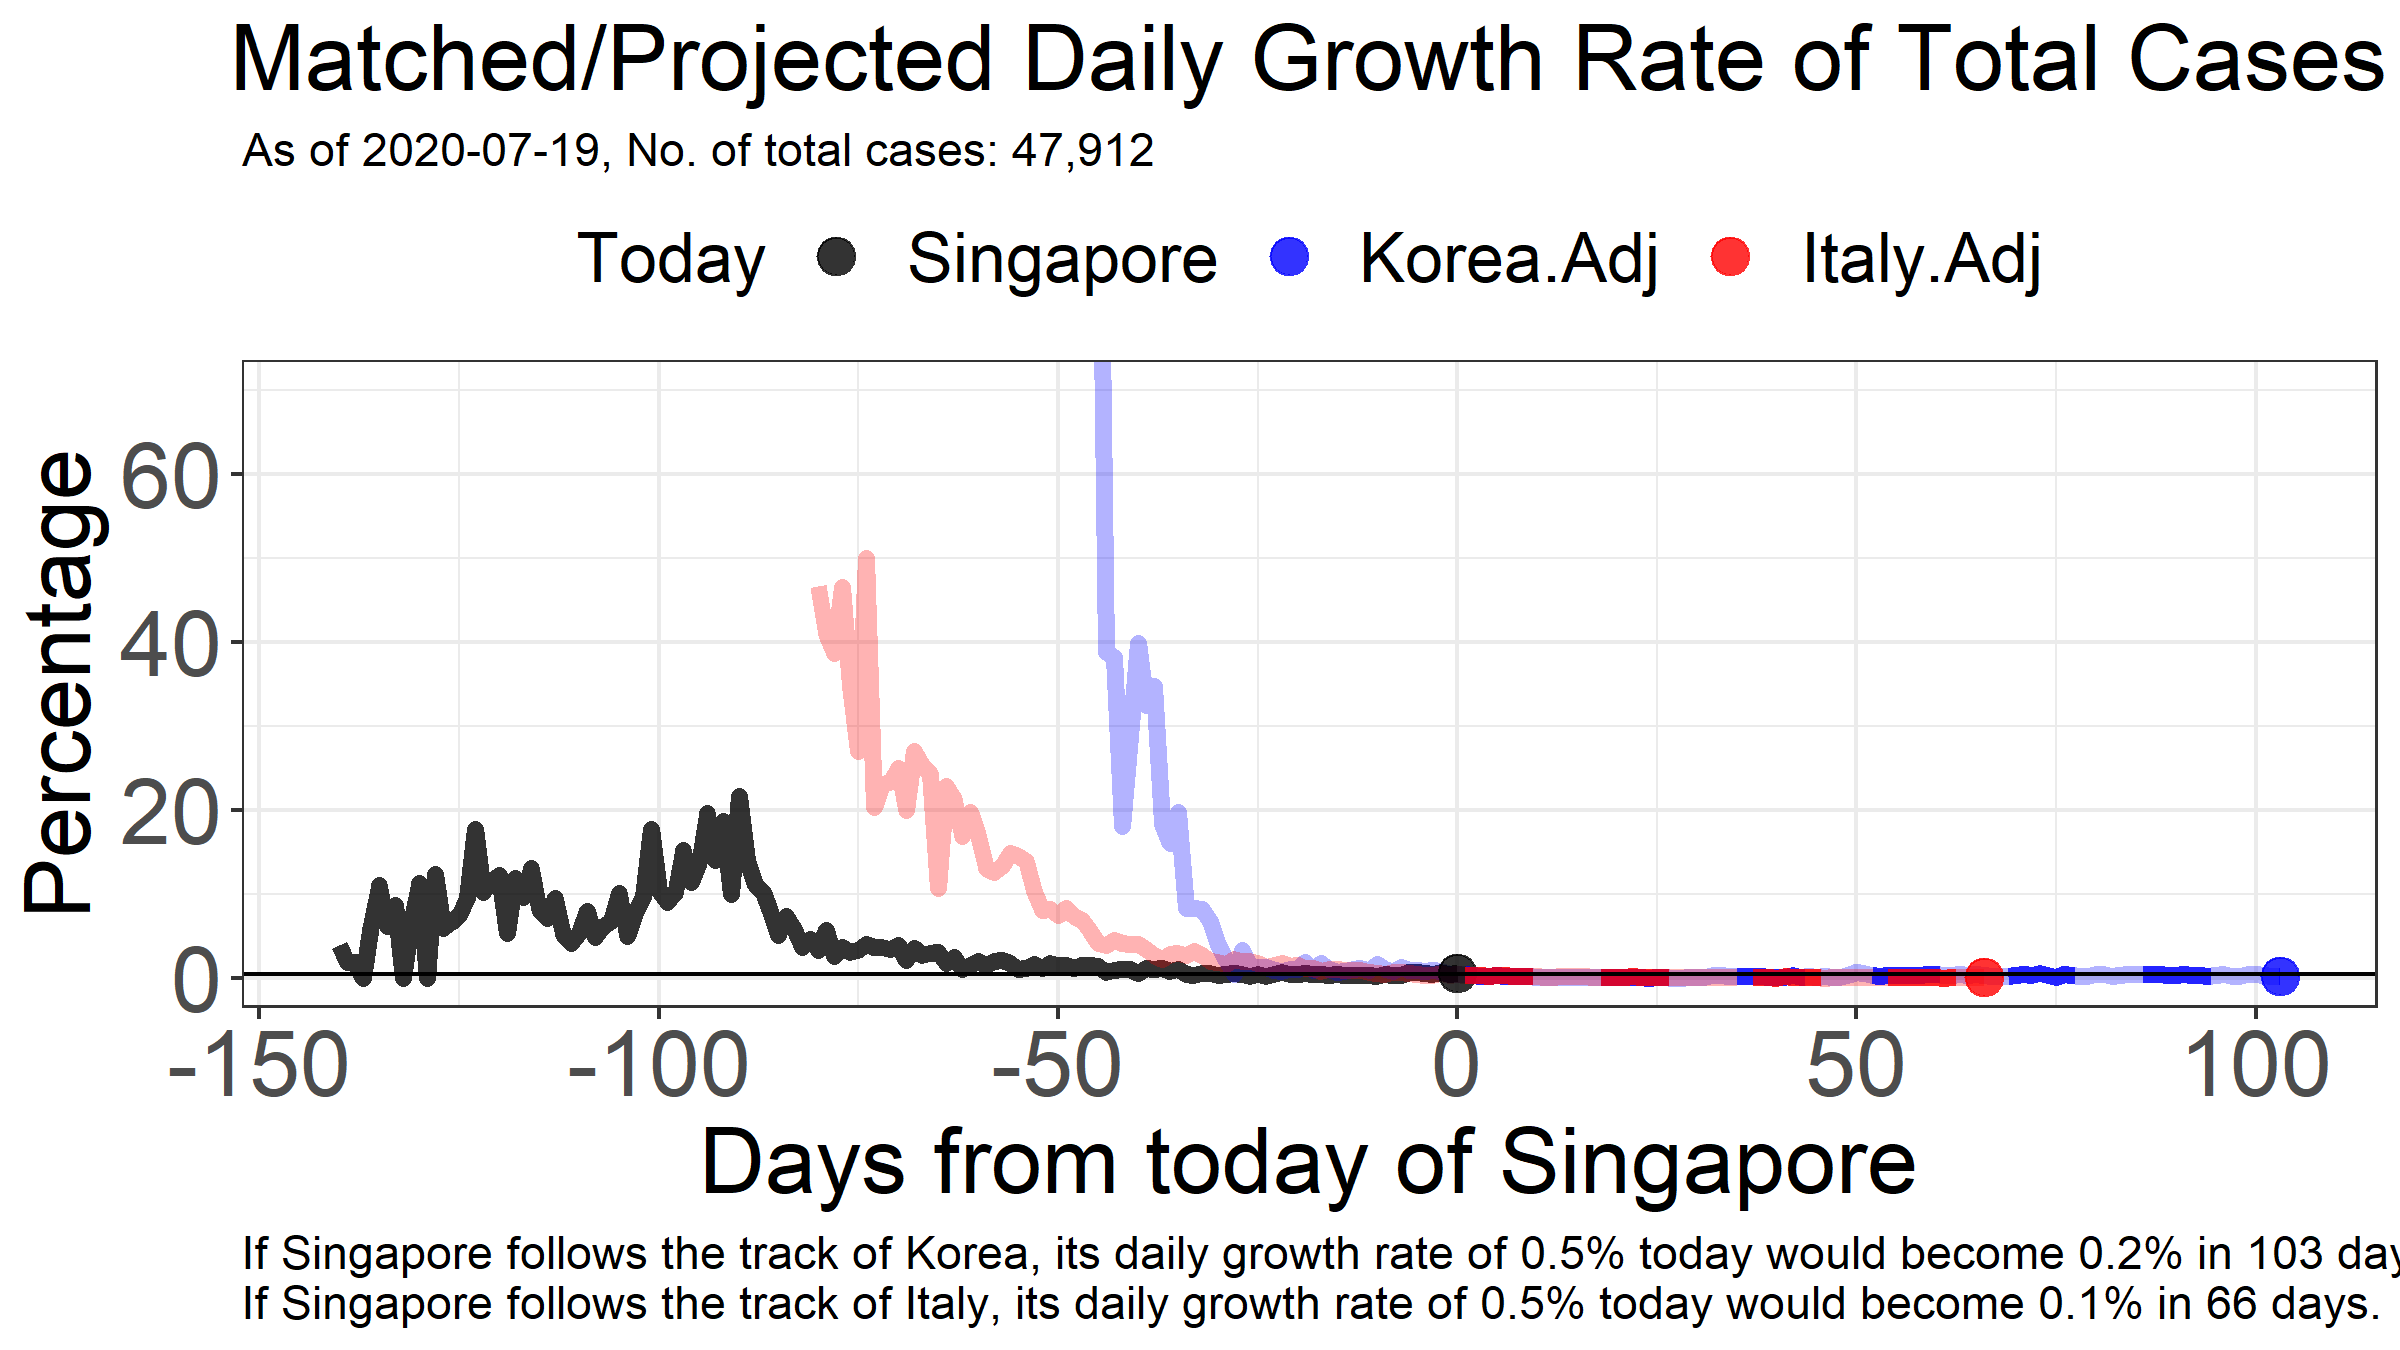 Matched/Projected Daily Growth Rate of Total Cases
As of 2020-07-19, No. of total cases: 47,912
Today Singapore Korea.Adj Italy.Adj
Percentage
60
40
20
0
-150 -100 -50 0 50 100
Days from today of Singapore
If Singapore follows the track of Korea, its daily growth rate of 0.5% today would become 0.2% in 103
If Singapore follows the track of Italy, its daily growth rate of 0.5% today would become 0.1% in 66 days.